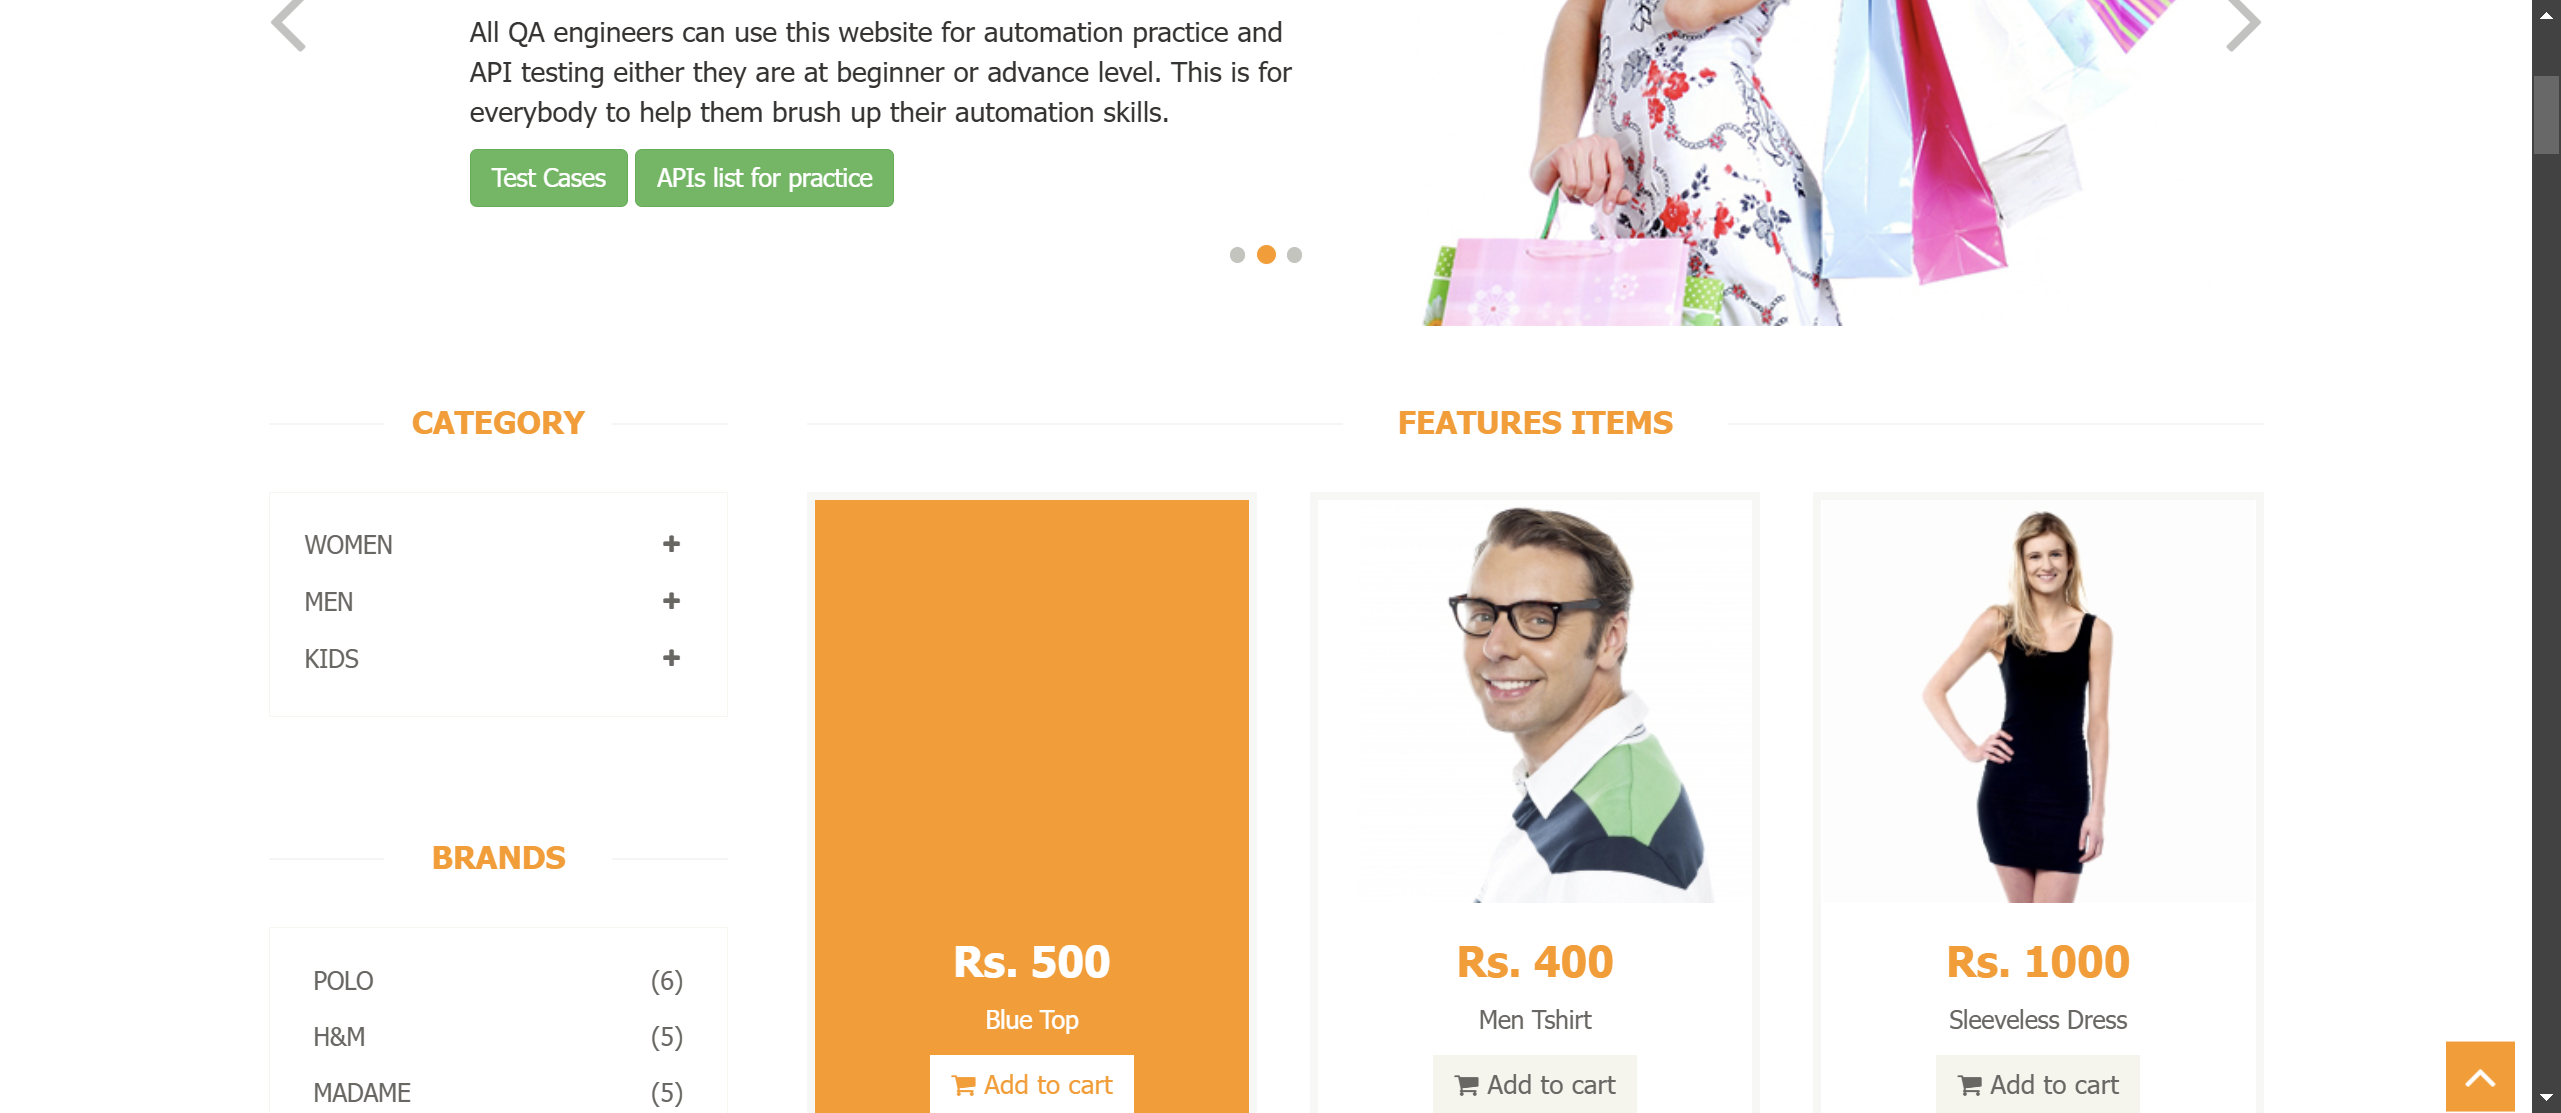 All QA engineers can use this website for automation practice and
API testing either they are at beginner or advance level. This is for
everybody to help them brush up their automation skills.
Test Cases
APIs list for practice
CATEGORY
WOMEN
MEN
KIDS
BRANDS
POLO (6)
H&M (5)
MADAME (5)
FEATURES ITEMS
Rs. 500
Blue Top
Add to cart
Rs. 400
Men Tshirt
Add to cart
Rs. 1000
Sleeveless Dress
Add to cart